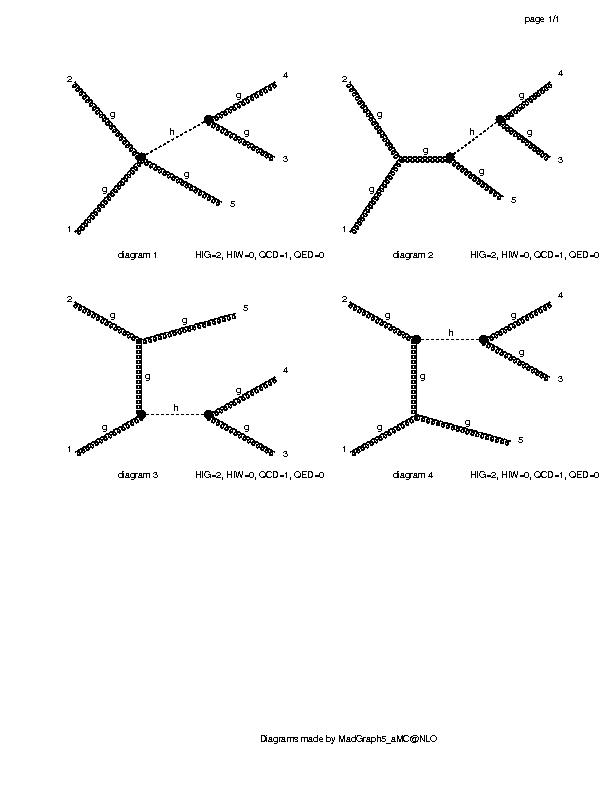 page 1/1
2 g 4 g h g 3 g 1 5
diagram 1 HIG=2, HIW=0, QCD=1, QED=0
2 g 4 g h g 3 g g 1 5
diagram 2 HIG=2, HIW=0, QCD=1, QED=0
2 g g 5 g 4 g h g g 1 3
diagram 3 HIG=2, HIW=0, QCD=1, QED=0
2 g 4 g h g 3 g g g 1 5
diagram 4 HIG=2, HIW=0, QCD=1, QED=0
Diagrams made by MadGraph5_aMC@NLO